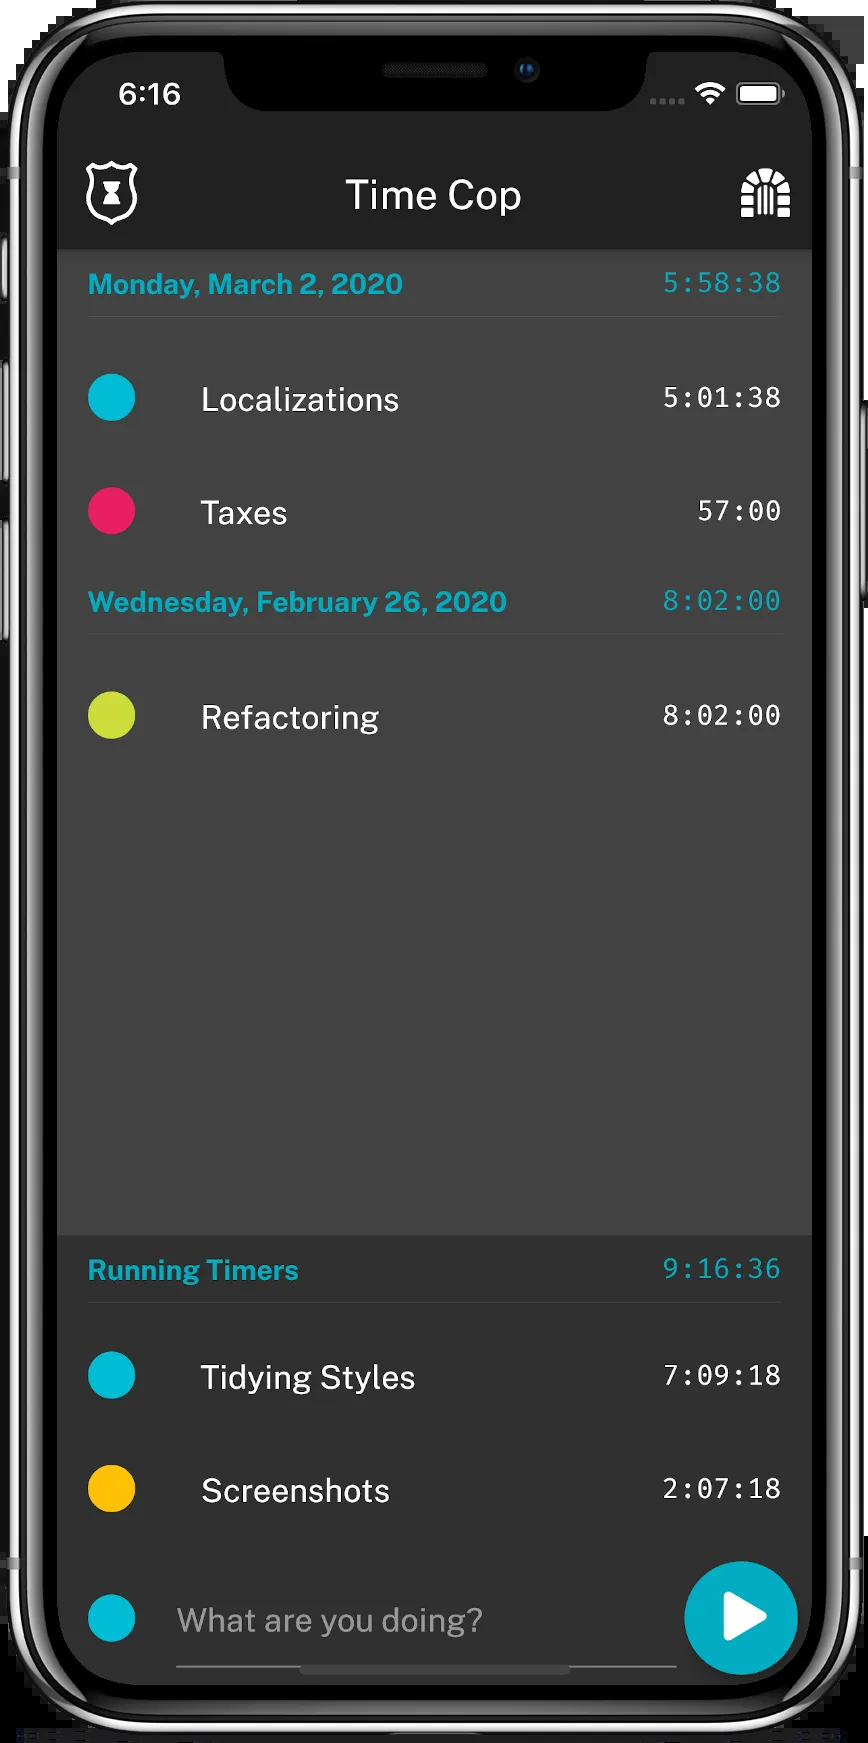 6:16
Time Cop
Monday, March 2, 2020 5:58:38
Localizations 5:01:38
Taxes 57:00
Wednesday, February 26, 2020 8:02:00
Refactoring 8:02:00
Running Timers 9:16:36
Tidying Styles 7:09:18
Screenshots 2:07:18
What are you doing?